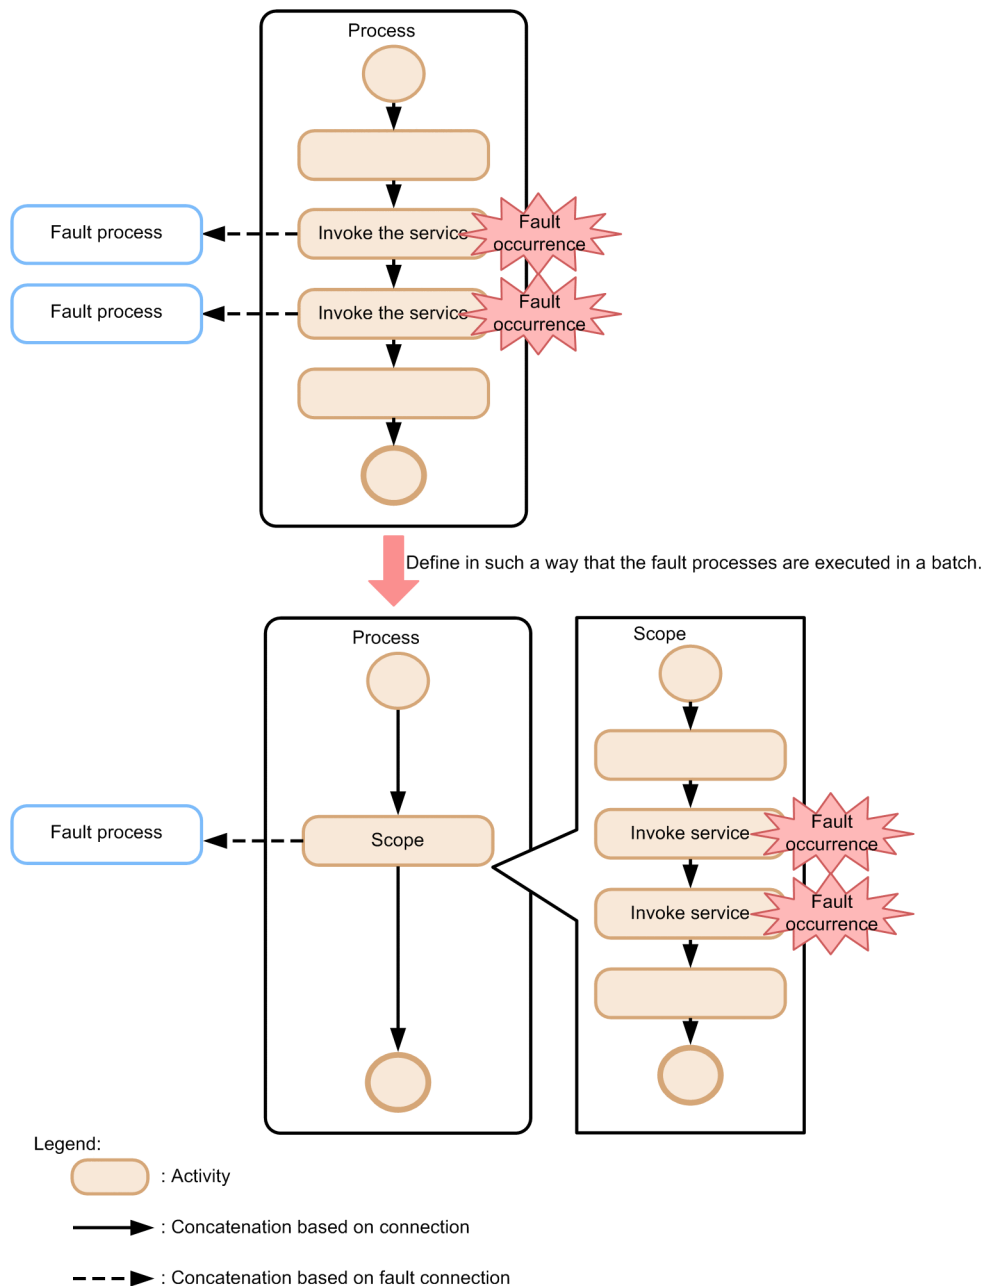 Process
Fault process
Invoke the service
Fault
occurrence
Fault process
Invoke the service
Fault
occurrence
Define in such a way that the fault processes are executed in a batch.
Process
Scope
Fault process
Scope
Invoke service
Fault
occurrence
Invoke service
Fault
occurrence
Legend:
: Activity
: Concatenation based on connection
: Concatenation based on fault connection